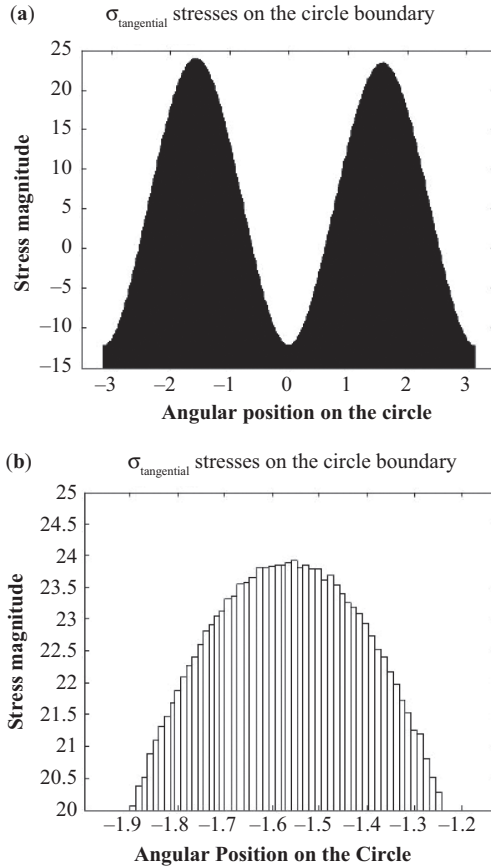 (a) σtangential stresses on the circle boundary
25
20
15
10
5
0
−5
−10
−15
Stress magnitude
−3 −2 −1 0 1 2 3
Angular position on the circle
(b) σtangential stresses on the circle boundary
25
24.5
24
23.5
23
22.5
22
21.5
21
20.5
20
Stress magnitude
−1.9 −1.8 −1.7 −1.6 −1.5 −1.4 −1.3 −1.2
Angular Position on the Circle